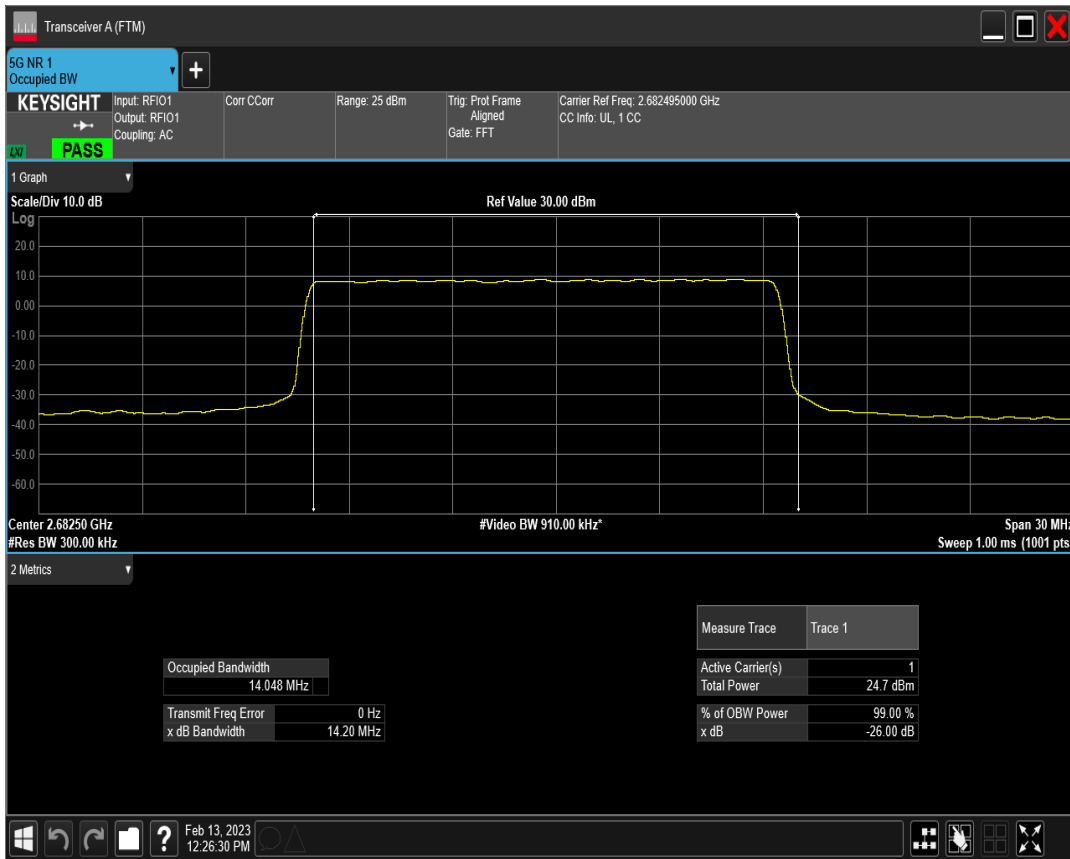 Transceiver A (FTM)
5G NR 1
Occupied BW
+
KEYSIGHT
LXI
PASS
Input: RFIO1
Output: RFIO1
Coupling: AC
Corr CCorr
Range: 25 dBm
Trig: Prot Frame
Aligned
Gate: FFT
Carrier Ref Freq: 2.682495000 GHz
CC Info: UL, 1 CC
1 Graph
Scale/Div 10.0 dB
Ref Value 30.00 dBm
Log
20.0
10.0
0.00
-10.0
-20.0
-30.0
-40.0
-50.0
-60.0
Center 2.68250 GHz
#Video BW 910.00 kHz*
Span 30 MHz
#Res BW 300.00 kHz
Sweep 1.00 ms (1001 pts
2 Metrics
Measure Trace Trace 1
Occupied Bandwidth
14.048 MHz
Active Carrier(s) 1
Total Power 24.7 dBm
Transmit Freq Error 0 Hz
x dB Bandwidth 14.20 MHz
% of OBW Power 99.00 %
x dB -26.00 dB
?
Feb 13, 2023
12:26:30 PM